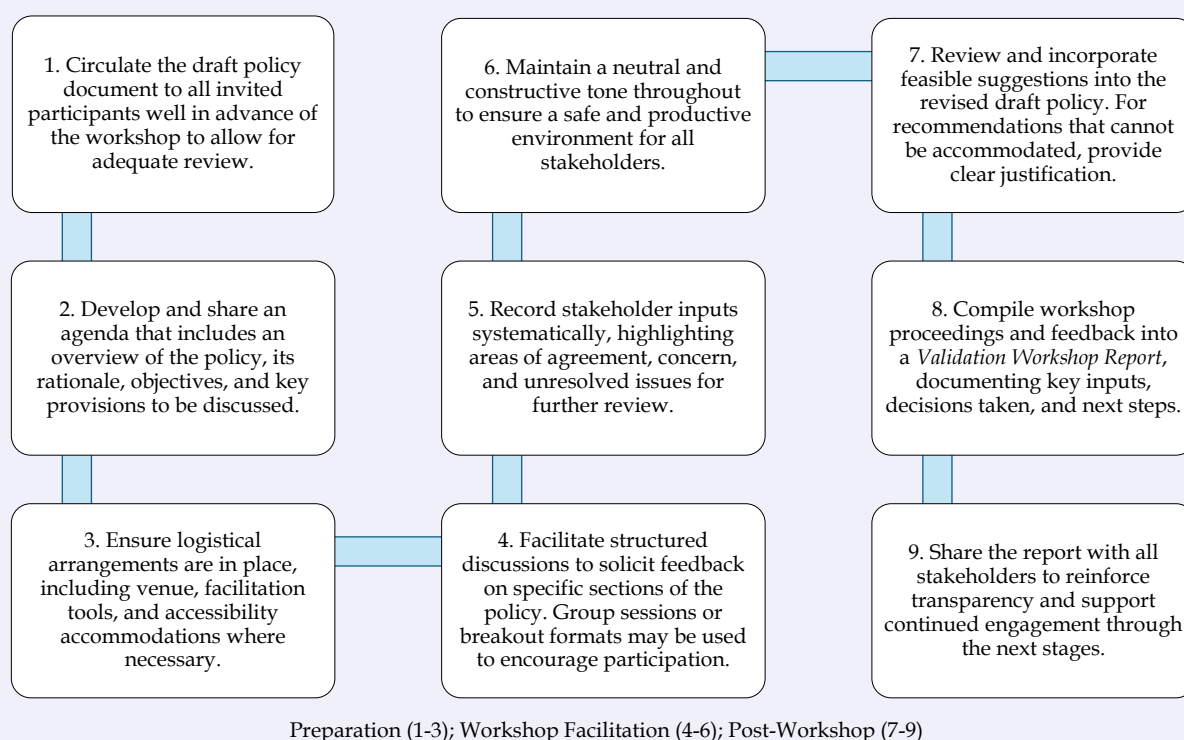 1. Circulate the draft policy
document to all invited
participants well in advance of
the workshop to allow for
adequate review.
2. Develop and share an
agenda that includes an
overview of the policy, its
rationale, objectives, and key
provisions to be discussed.
3. Ensure logistical
arrangements are in place,
including venue, facilitation
tools, and accessibility
accommodations where
necessary.
4. Facilitate structured
discussions to solicit feedback
on specific sections of the
policy. Group sessions or
breakout formats may be used
to encourage participation.
5. Record stakeholder inputs
systematically, highlighting
areas of agreement, concern,
and unresolved issues for
further review.
6. Maintain a neutral and
constructive tone throughout
to ensure a safe and productive
environment for all
stakeholders.
7. Review and incorporate
feasible suggestions into the
revised draft policy. For
recommendations that cannot
be accommodated, provide
clear justification.
8. Compile workshop
proceedings and feedback into
a Validation Workshop Report,
documenting key inputs,
decisions taken, and next steps.
9. Share the report with all
stakeholders to reinforce
transparency and support
continued engagement through
the next stages.
Preparation (1-3); Workshop Facilitation (4-6); Post-Workshop (7-9)